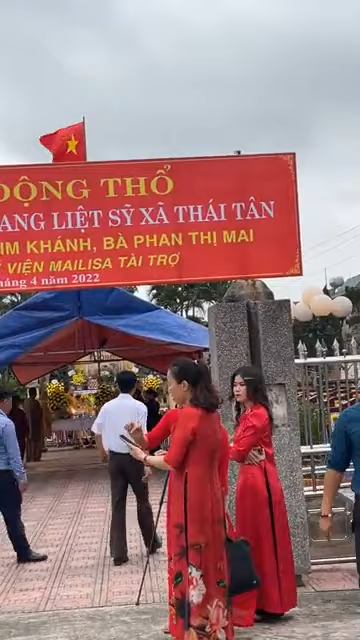 ĐỘNG THỔ
ANG LIỆT SỸ XÃ THÁI TÂN
IM KHÁNH, BÀ PHAN THỊ MAI
VIỆN MAILISA TÀI TRỢ
4 năm 2022